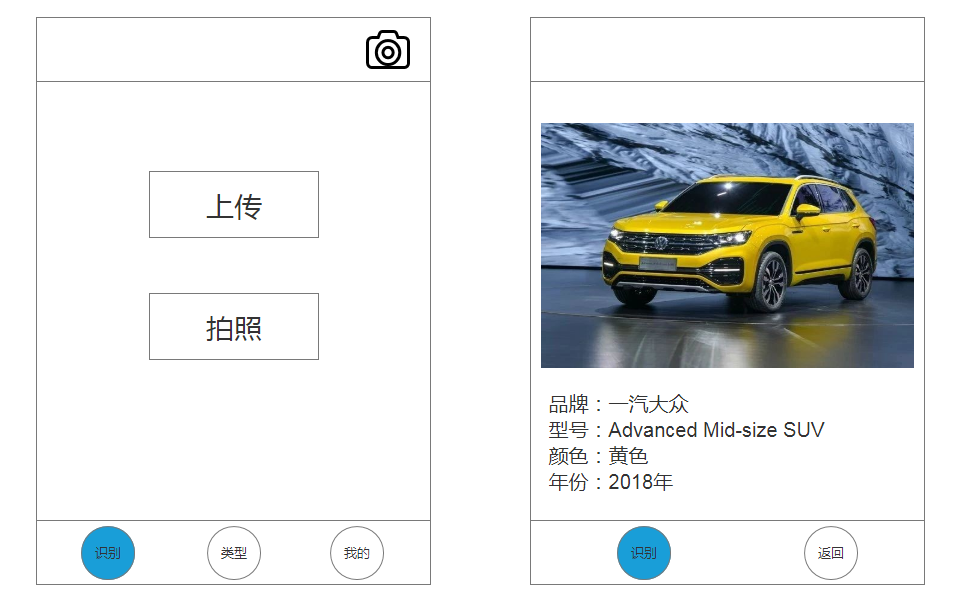 上传
拍照
识别
类型
我的
品牌：一汽大众
型号：Advanced Mid-size SUV
颜色：黄色
年份：2018年
识别
返回